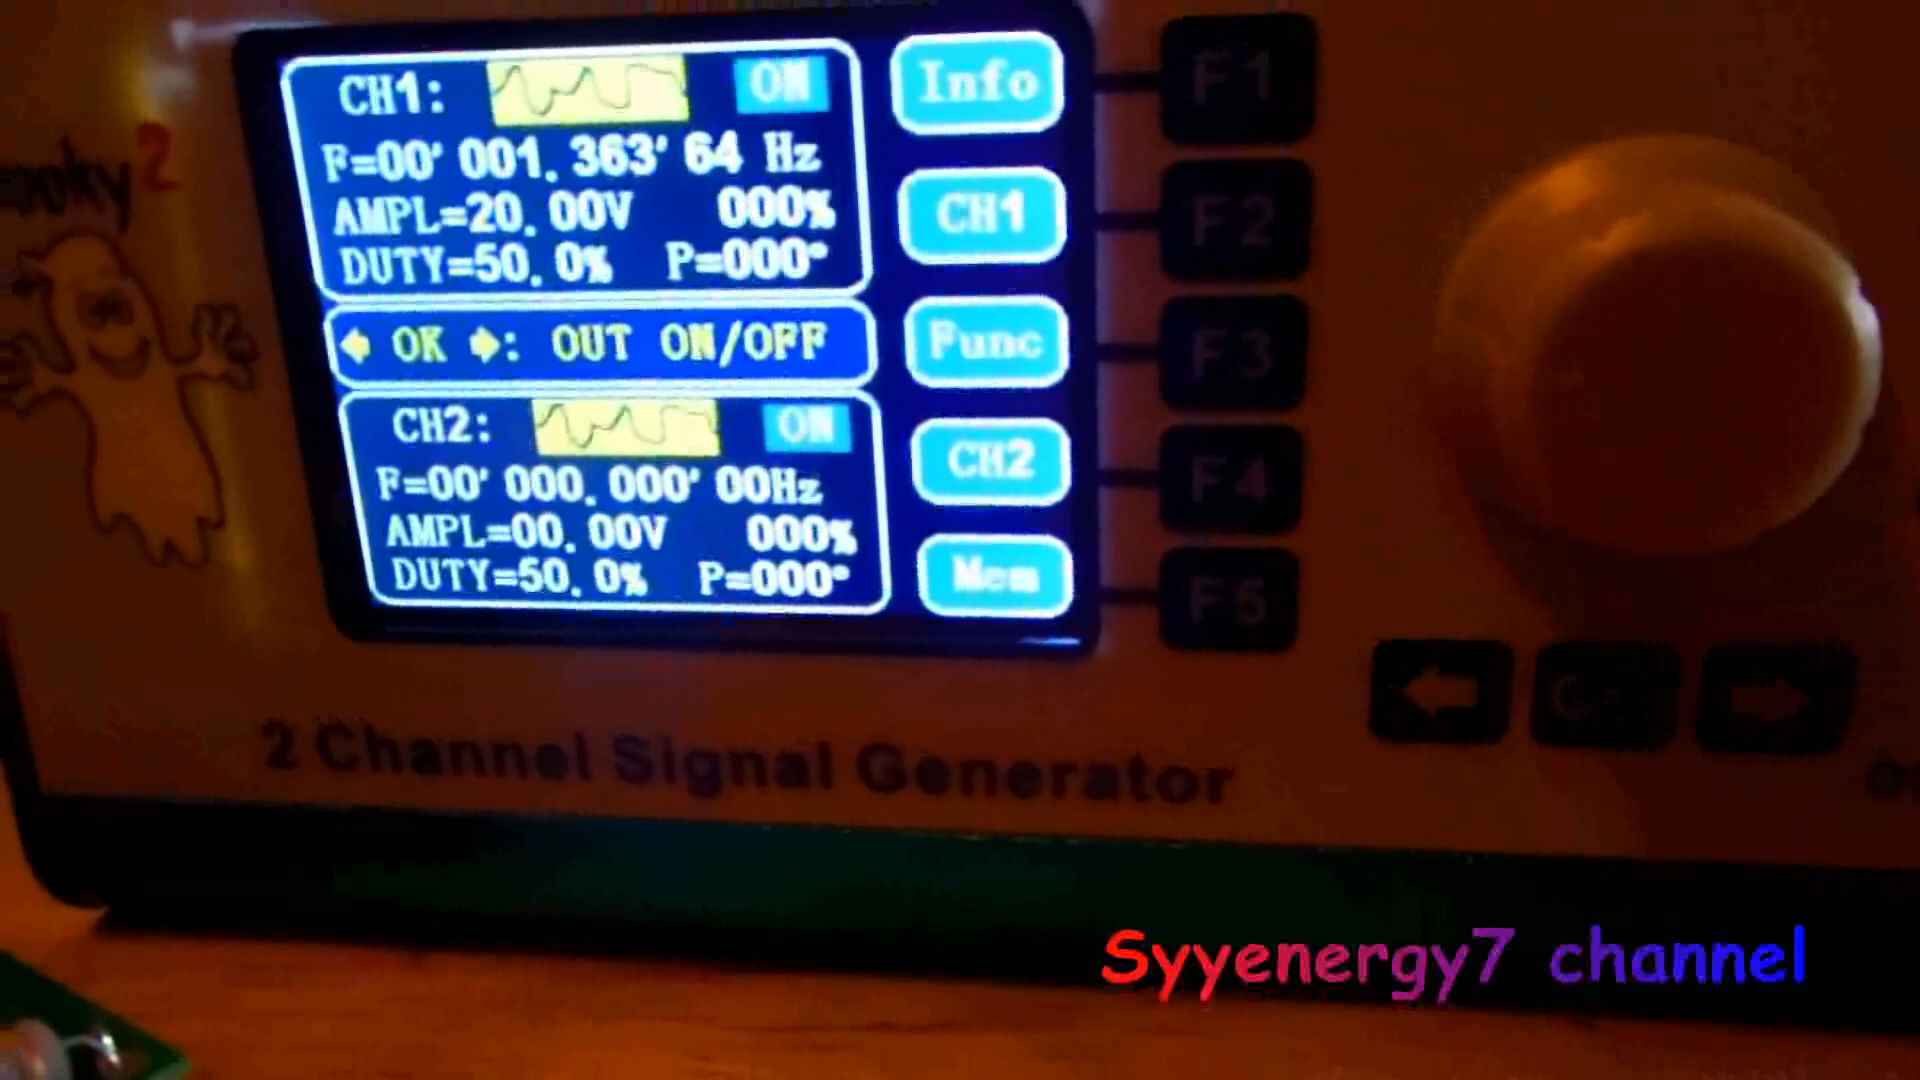 CH1: ON
F=00' 001.363' 64 Hz
AMPL=20.00V 000%
DUTY=50.0% P=000°
OK : OUT ON/OFF
CH2: ON
F=00' 000.000' 00Hz
AMPL=00.00V 000%
DUTY=50.0% P=000°
Info
CH1
Func
CH2
Mem
F1
F2
F3
F4
F5
2 Channel Signal Generator
Syyenergy7 channel